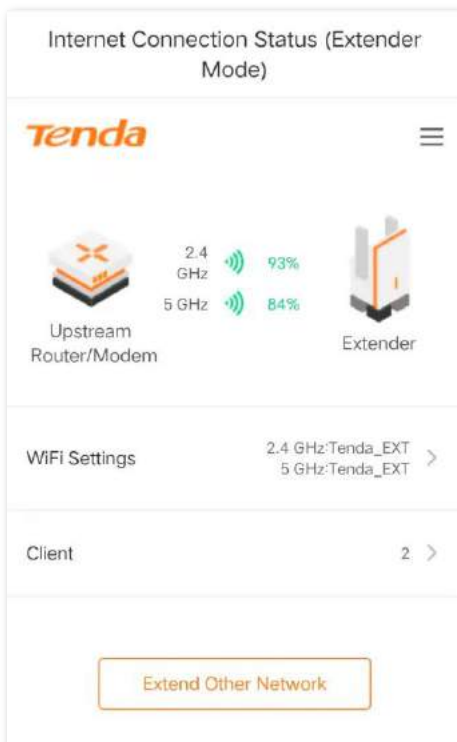 Internet Connection Status (Extender
Mode)
Tenda
2.4
GHz
93%
5 GHz
84%
Upstream
Router/Modem
Extender
WiFi Settings
2.4 GHz:Tenda_EXT
5 GHz:Tenda_EXT
Client
2
Extend Other Network